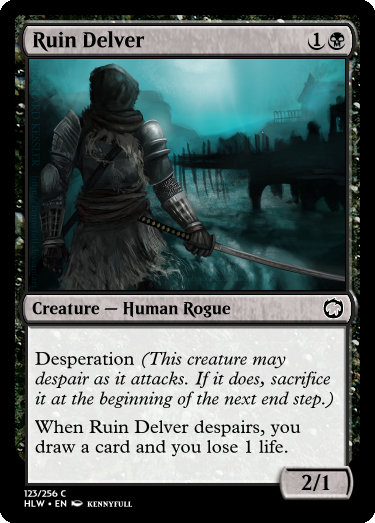 Ruin Delver 1
Creature — Human Rogue
Desperation (This creature may
despair as it attacks. If it does, sacrifice
it at the beginning of the next end step.)
When Ruin Delver despairs, you
draw a card and you lose 1 life.
2/1
123/256 C
HLW • EN KENNYFULL